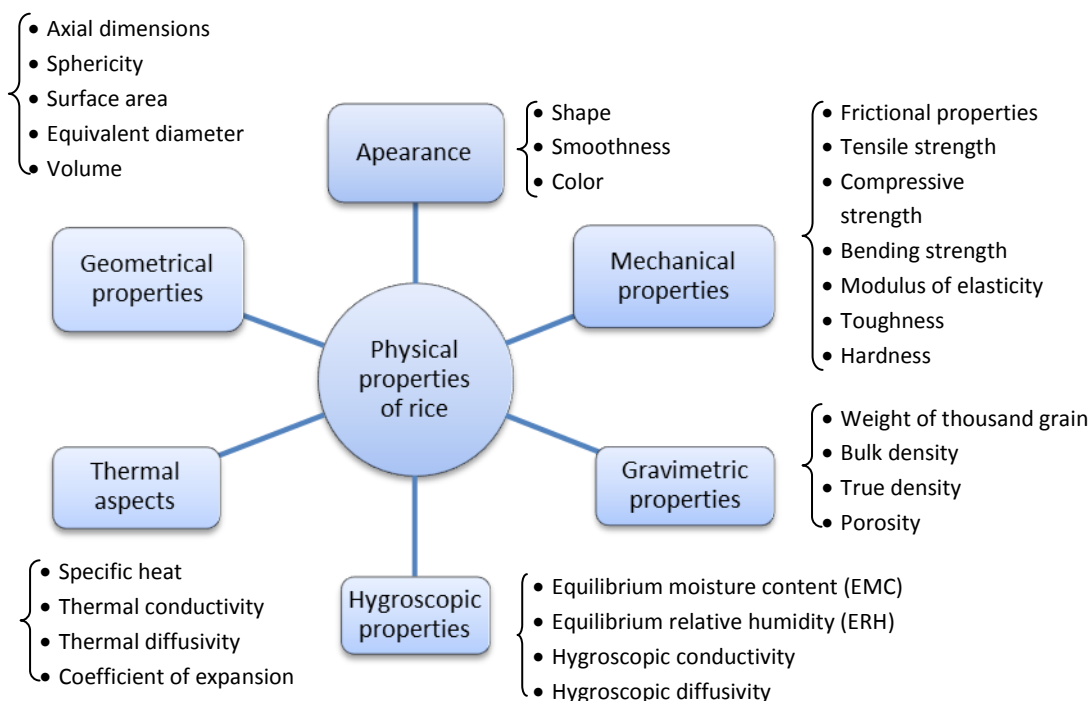 • Axial dimensions
• Sphericity
• Surface area
• Equivalent diameter
• Volume
Apearance
• Shape
• Smoothness
• Color
• Frictional properties
• Tensile strength
• Compressive
strength
• Bending strength
• Modulus of elasticity
• Toughness
• Hardness
Geometrical
properties
Mechanical
properties
Physical
properties
of rice
Thermal
aspects
Gravimetric
properties
• Weight of thousand grain
• Bulk density
• True density
• Porosity
• Specific heat
• Thermal conductivity
• Thermal diffusivity
• Coefficient of expansion
Hygroscopic
properties
• Equilibrium moisture content (EMC)
• Equilibrium relative humidity (ERH)
• Hygroscopic conductivity
• Hygroscopic diffusivity